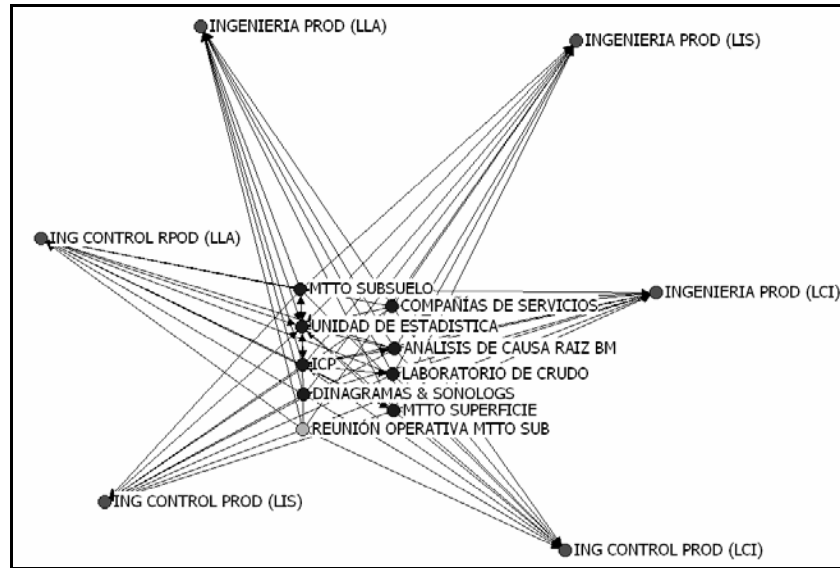 INGENIERIA PROD (LLA)
INGENIERIA PROD (LIS)
ING CONTROL RPOD (LLA)
MTTO SUBSUELO
INGENIERIA PROD (LCI)
COMPAÑÍAS DE SERVICIOS
UNIDAD DE ESTADISTICA
ANÁLISIS DE CAUSA RAIZ BM
ICP
LABORATORIO DE CRUDO
DINAGRAMAS & SONOLOGS
MTTO SUPERFICIE
REUNIÓN OPERATIVA MTTO SUB
ING CONTROL PROD (LIS)
ING CONTROL PROD (LCI)